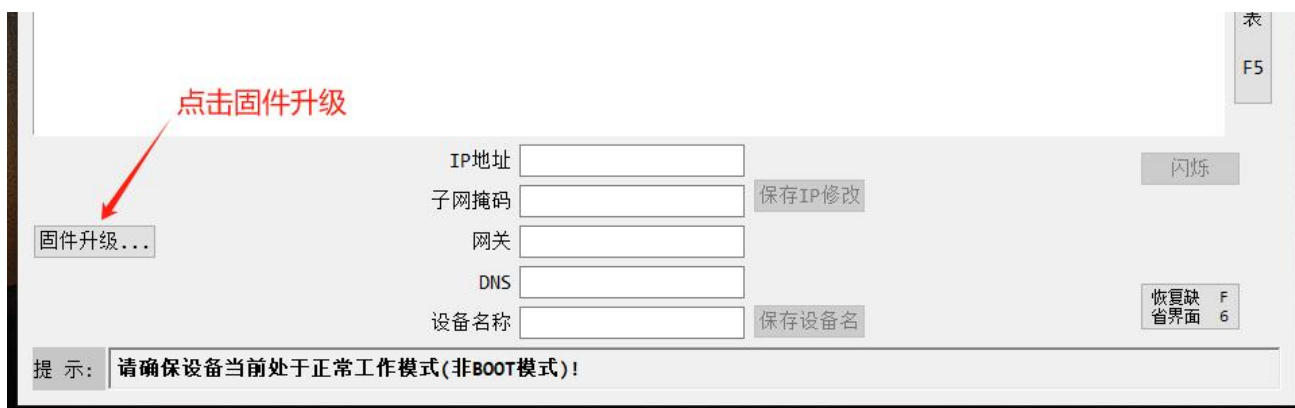 表
F5
点击固件升级
IP地址
闪烁
子网掩码
保存IP修改
固件升级...
网关
DNS
恢复缺 F
省界面 6
设备名称
保存设备名
提 示:
请确保设备当前处于正常工作模式(非BOOT模式)!